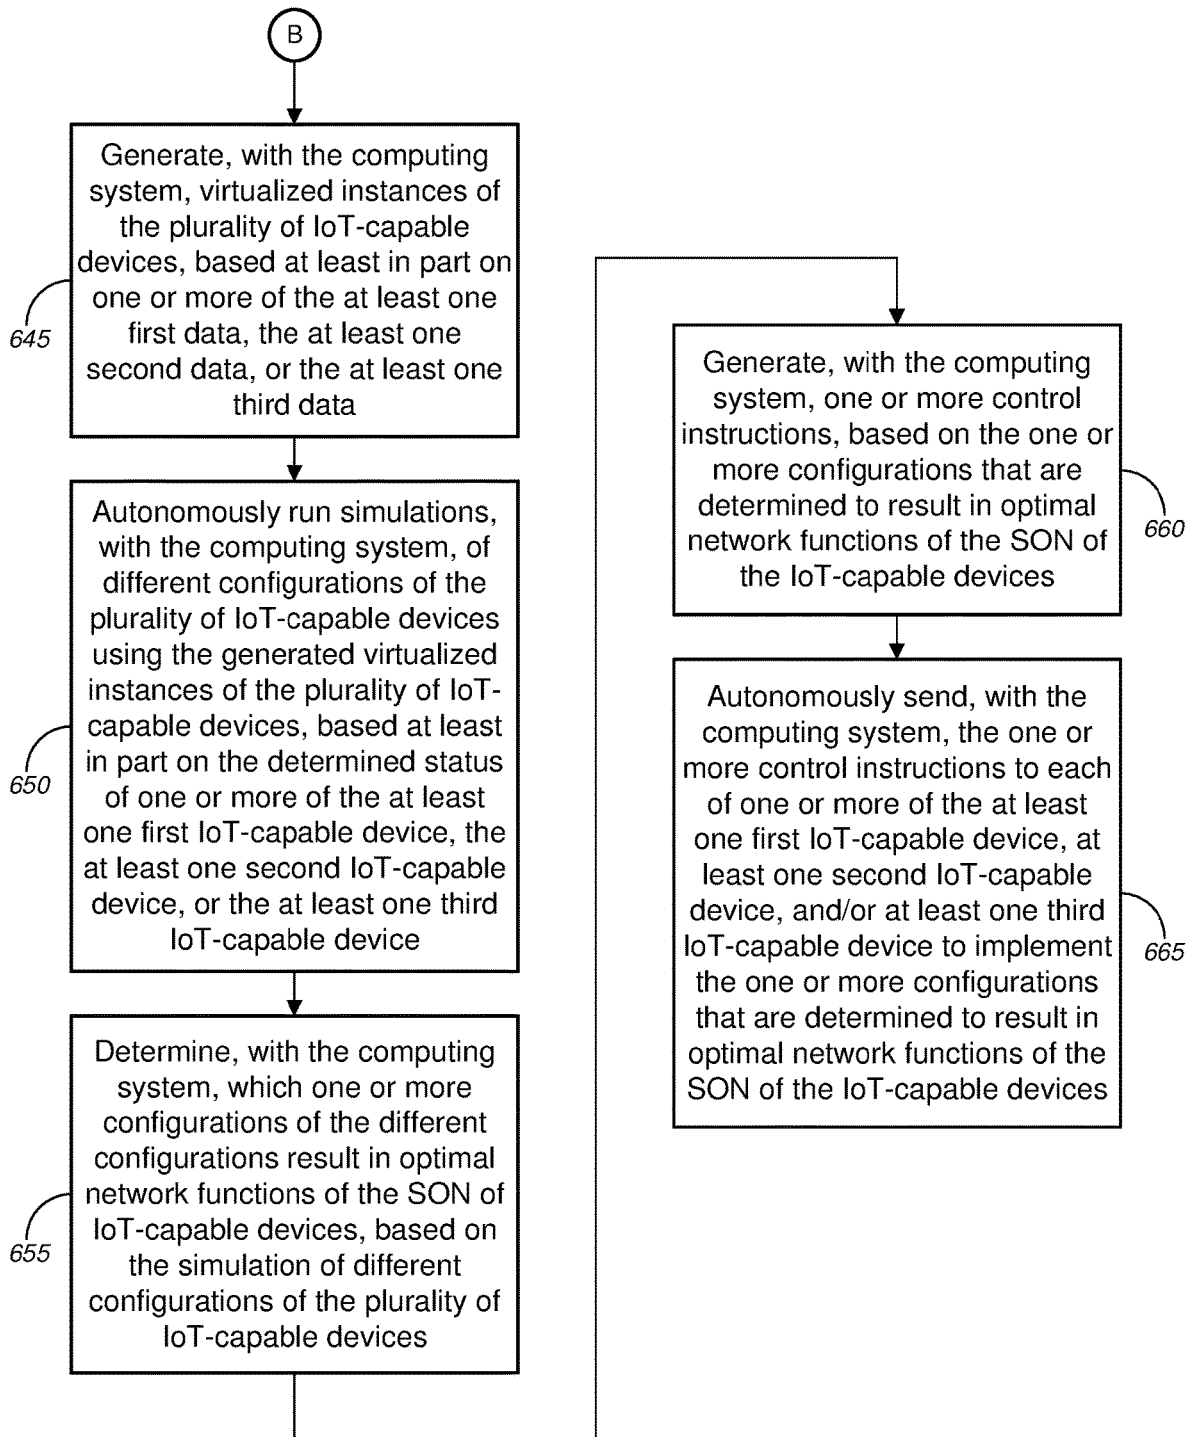 B
Generate, with the computing
system, virtualized instances of
the plurality of IoT-capable
devices, based at least in part on
one or more of the at least one
first data, the at least one
second data, or the at least one
third data
645
Autonomously run simulations,
with the computing system, of
different configurations of the
plurality of IoT-capable devices
using the generated virtualized
instances of the plurality of IoT-
capable devices, based at least
in part on the determined status
of one or more of the at least
one first IoT-capable device, the
at least one second IoT-capable
device, or the at least one third
IoT-capable device
650
Determine, with the computing
system, which one or more
configurations of the different
configurations result in optimal
network functions of the SON of
IoT-capable devices, based on
the simulation of different
configurations of the plurality of
IoT-capable devices
655
Generate, with the computing
system, one or more control
instructions, based on the one or
more configurations that are
determined to result in optimal
network functions of the SON of
the IoT-capable devices
660
Autonomously send, with the
computing system, the one or
more control instructions to each
of one or more of the at least
one first IoT-capable device, at
least one second IoT-capable
device, and/or at least one third
IoT-capable device to implement
the one or more configurations
that are determined to result in
optimal network functions of the
SON of the IoT-capable devices
665